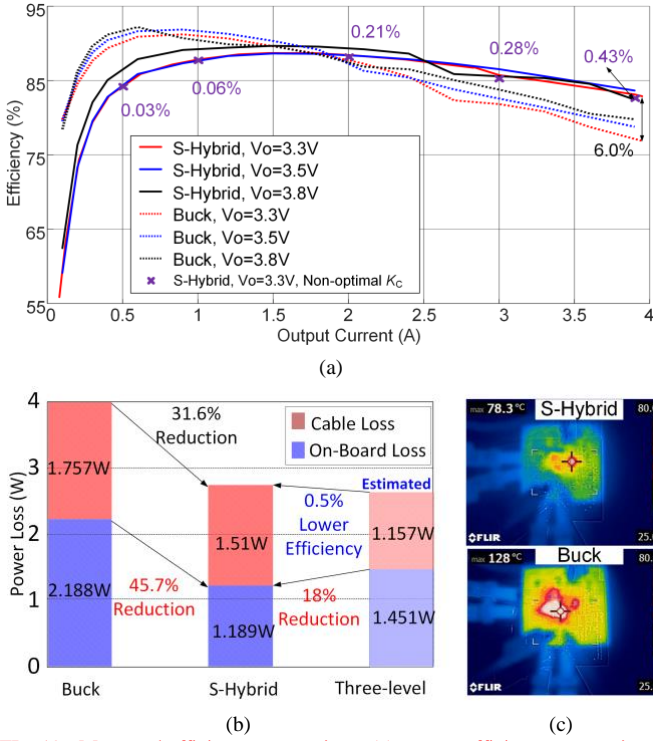 95
85
75
65
55
Efficiency (%)
0.03%
0.06%
0.21%
0.28%
0.43%
6.0%
S-Hybrid, Vo=3.3V
S-Hybrid, Vo=3.5V
S-Hybrid, Vo=3.8V
Buck, Vo=3.3V
Buck, Vo=3.5V
Buck, Vo=3.8V
S-Hybrid, Vo=3.3V, Non-optimal KC
0 0.5 1 1.5 2 2.5 3 3.5 4
Output Current (A)
(a)
4
3
2
1
0
Power Loss (W)
31.6%
Reduction
Cable Loss
On-Board Loss
1.757W
2.188W
45.7%
Reduction
1.51W
1.189W
Estimated
0.5%
Lower
Efficiency
18%
Reduction
1.157W
1.451W
Buck S-Hybrid Three-level
(b)
max 78.3 °C
S-Hybrid
80.
FLIR
25.
max 128 °C
Buck
80.
FLIR
25.
(c)